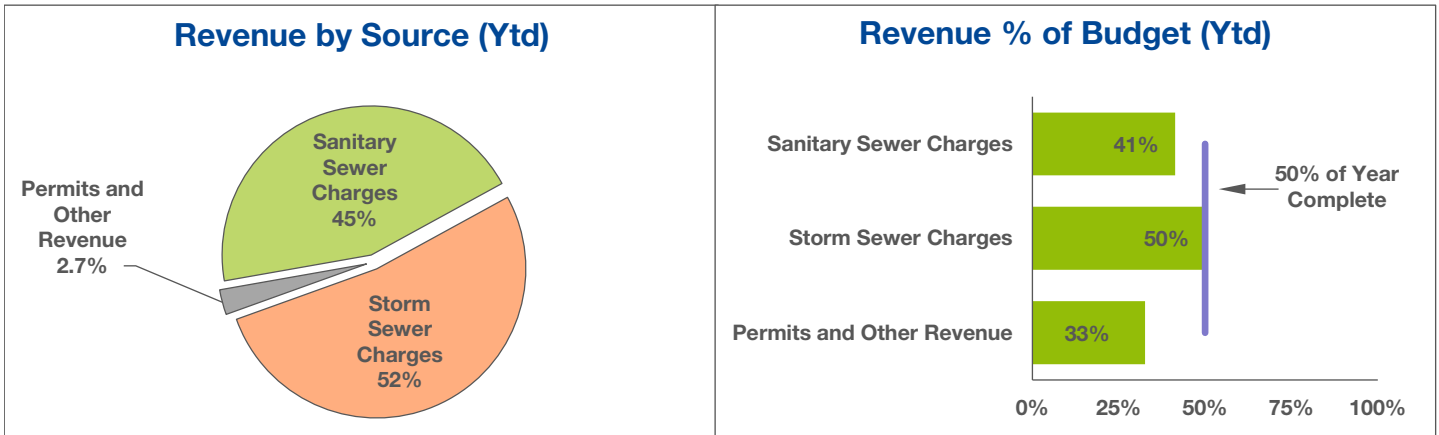 Revenue by Source (Ytd)
Sanitary
Sewer
Charges
45%
Permits and
Other
Revenue
2.7%
Storm
Sewer
Charges
52%
Revenue % of Budget (Ytd)
Sanitary Sewer Charges
41%
50% of Year
Complete
Storm Sewer Charges
50%
Permits and Other Revenue
33%
0% 25% 50% 75% 100%